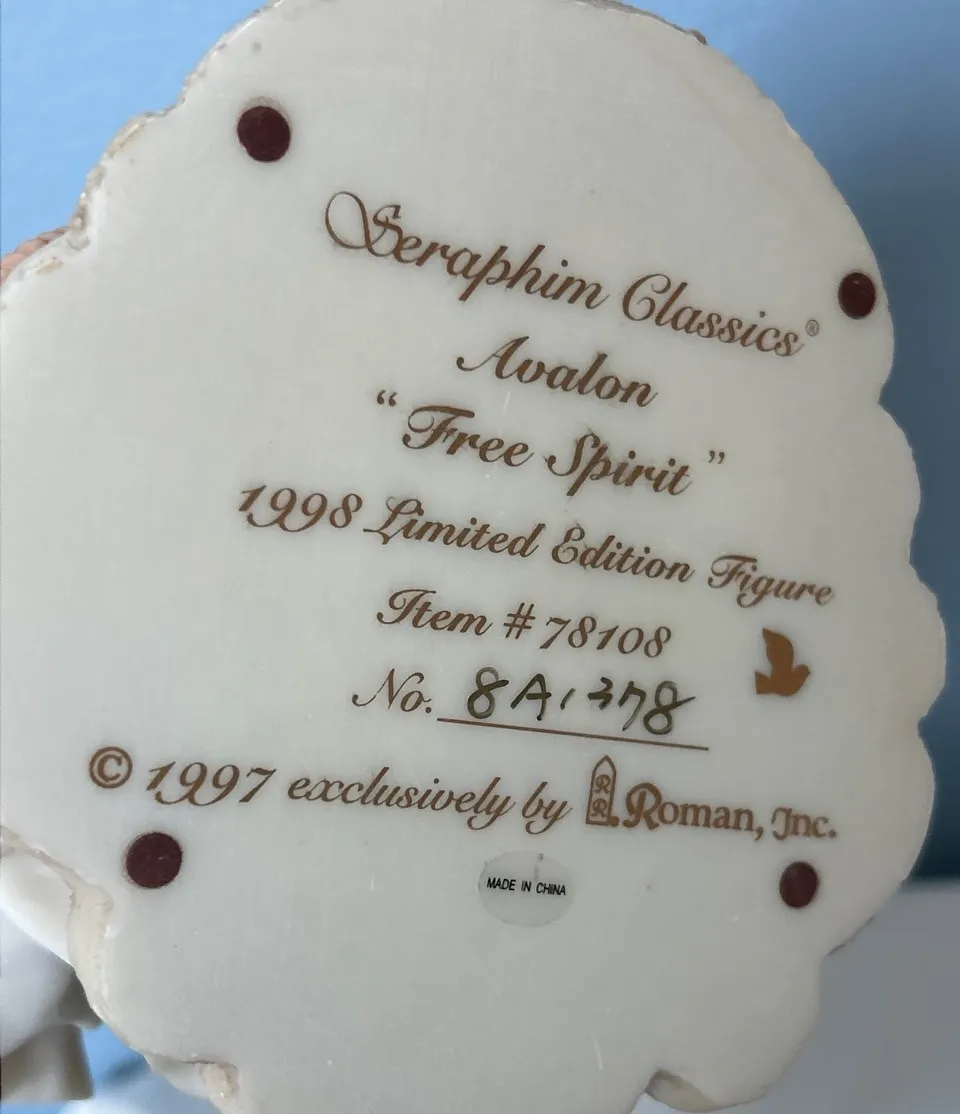 Seraphim Classics®
Avalon
“Free Spirit”
1998 Limited Edition Figure
Item # 78108
No. 8A1378
© 1997 exclusively by RR. Roman, Inc.
MADE IN CHINA